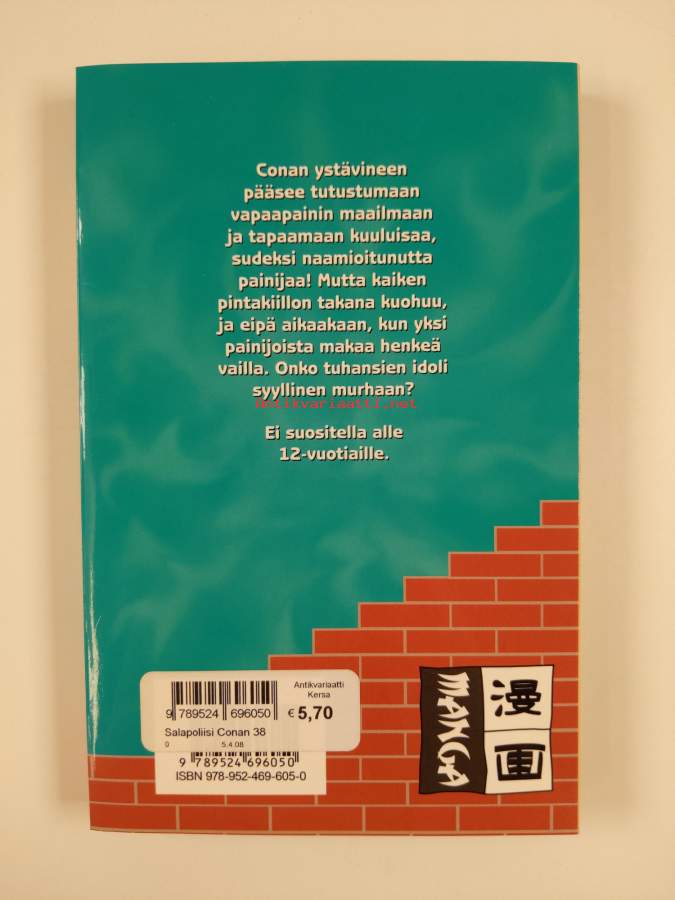 Conan ystävineen
pääsee tutustumaan
vapaapainin maailmaan
ja tapaamaan kuuluisaa,
sudeksi naamioitunutta
painijaa! Mutta kaiken
pintakiillon takana kuohuu,
ja eipä aikaakaan, kun yksi
painijoista makaa henkeä
vailla. Onko tuhansien idoli
syyllinen murhaan?
Antikvariaatti.net
Ei suositella alle
12-vuotiaille.
Antikvariaatti
Kersa
9 789524 696050 € 5,70
Salapoliisi Conan 38
0 5.4.08
9 789524 696050
ISBN 978-952-469-605-0
MANGA
漫画